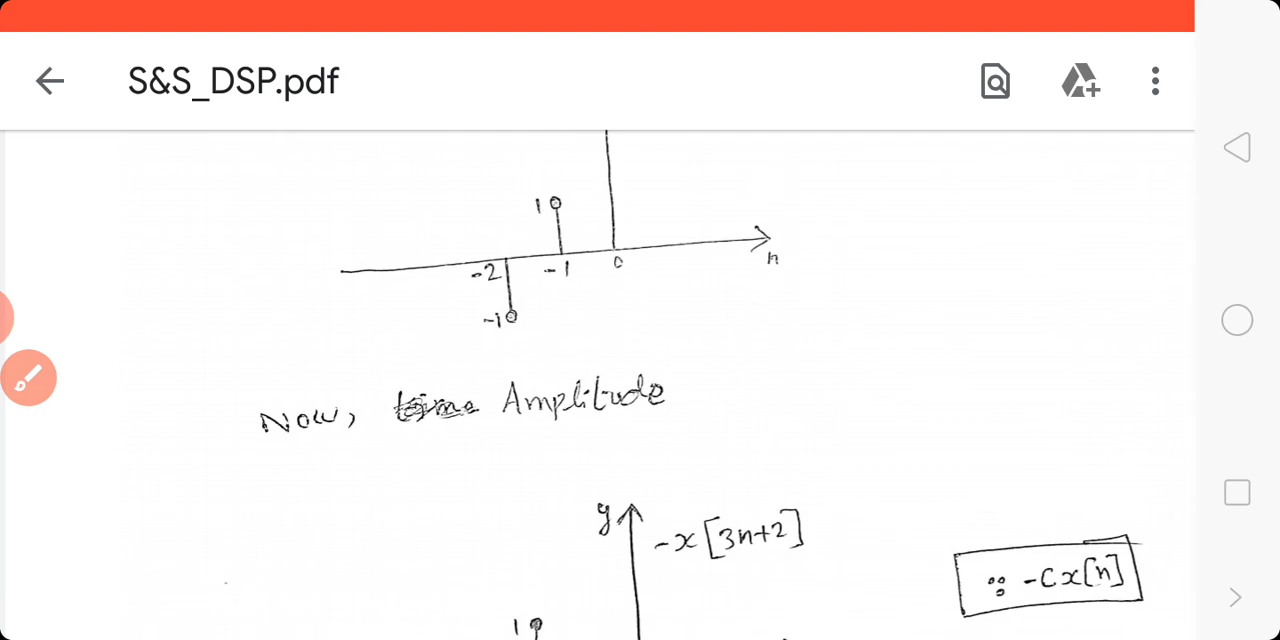 S&S_DSP.pdf
1
-2 -1 0 n
-1
Now, Amplitude
y -x[3n+2]
∵ -Cx[n]
1